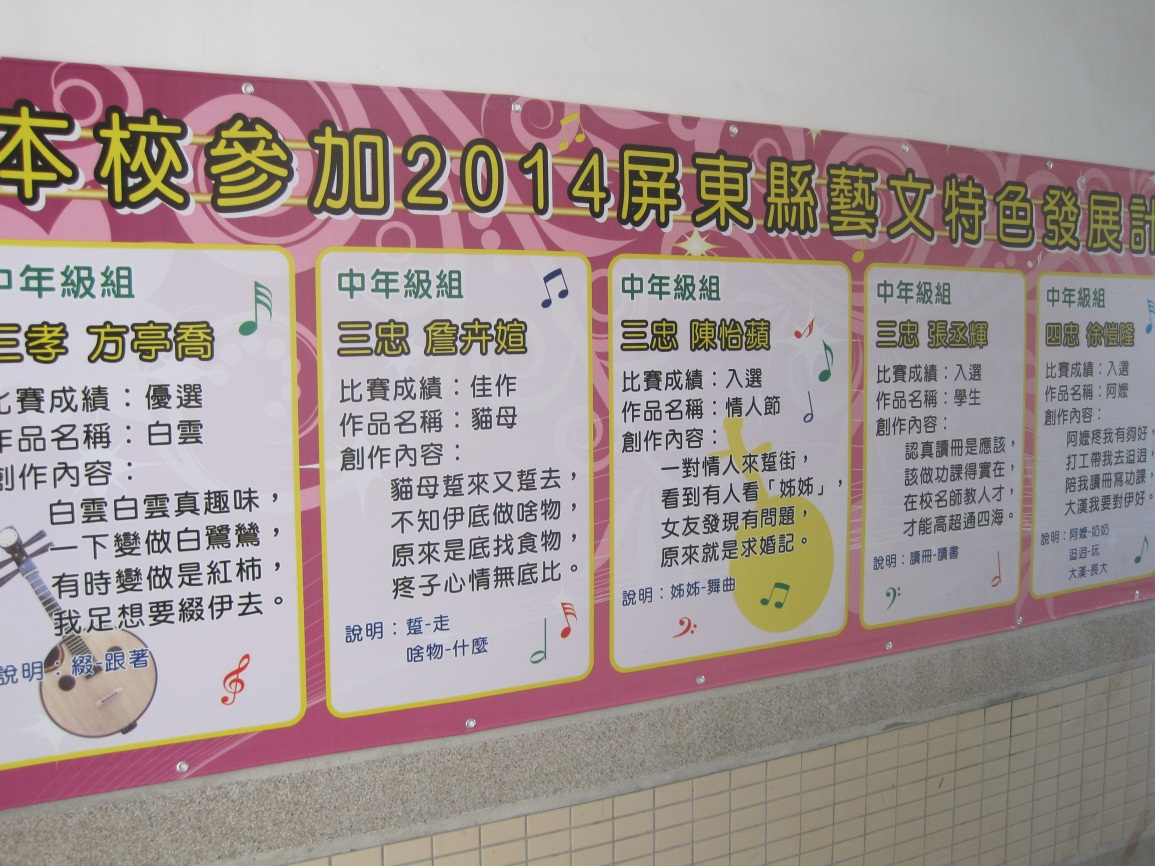 本校參加2014屏東縣藝文特色發展計
中年級組
三孝 方亭喬
比賽成績：優選
作品名稱：白雲
創作內容：
白雲白雲真趣味，
一下變做白鷺鷥，
有時變做是紅柿，
我足想要綴伊去。
說明：綴-跟著
中年級組
三忠 詹卉媗
比賽成績：佳作
作品名稱：貓母
創作內容：
貓母踅來又踅去，
不知伊底做啥物，
原來是底找食物，
疼子心情無底比。
說明：踅-走
啥物-什麼
中年級組
三忠 陳怡蘋
比賽成績：入選
作品名稱：情人節
創作內容：
一對情人來踅街，
看到有人看「姊姊」，
女友發現有問題，
原來就是求婚記。
說明：姊姊-舞曲
中年級組
三忠 張丞輝
比賽成績：入選
作品名稱：學生
創作內容：
認真讀冊是應該，
該做功課得實在，
在校名師教人才，
才能高超通四海。
說明：讀冊-讀書
中年級組
四忠 徐愷隆
比賽成績：入選
作品名稱：阿嬤
創作內容：
阿嬤疼我有夠好，
打工帶我去迌迌，
陪我讀冊寫功課，
大漢我要對伊好。
說明：阿嬤-奶奶
迌迌-玩
大漢-長大